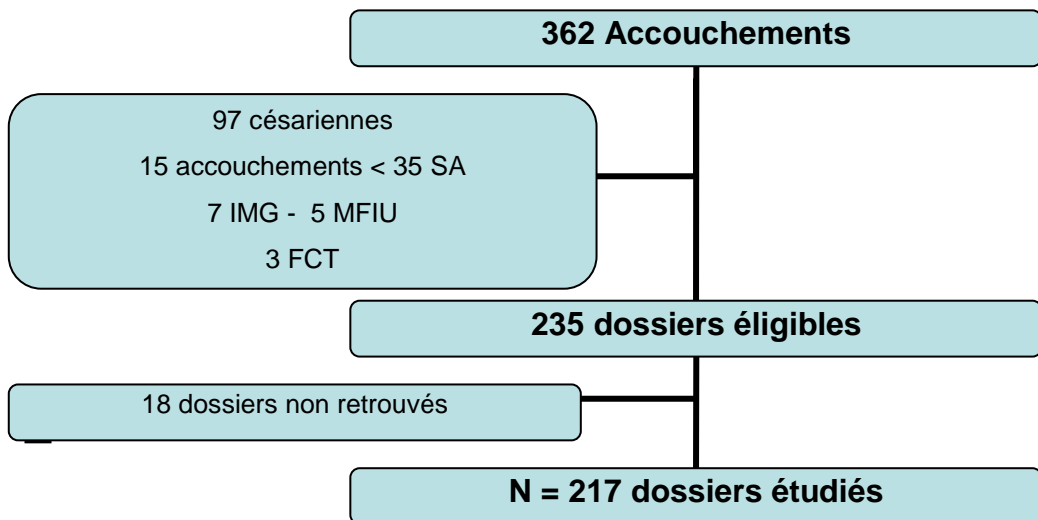 362 Accouchements
97 césariennes
15 accouchements < 35 SA
7 IMG - 5 MFIU
3 FCT
235 dossiers éligibles
18 dossiers non retrouvés
N = 217 dossiers étudiés